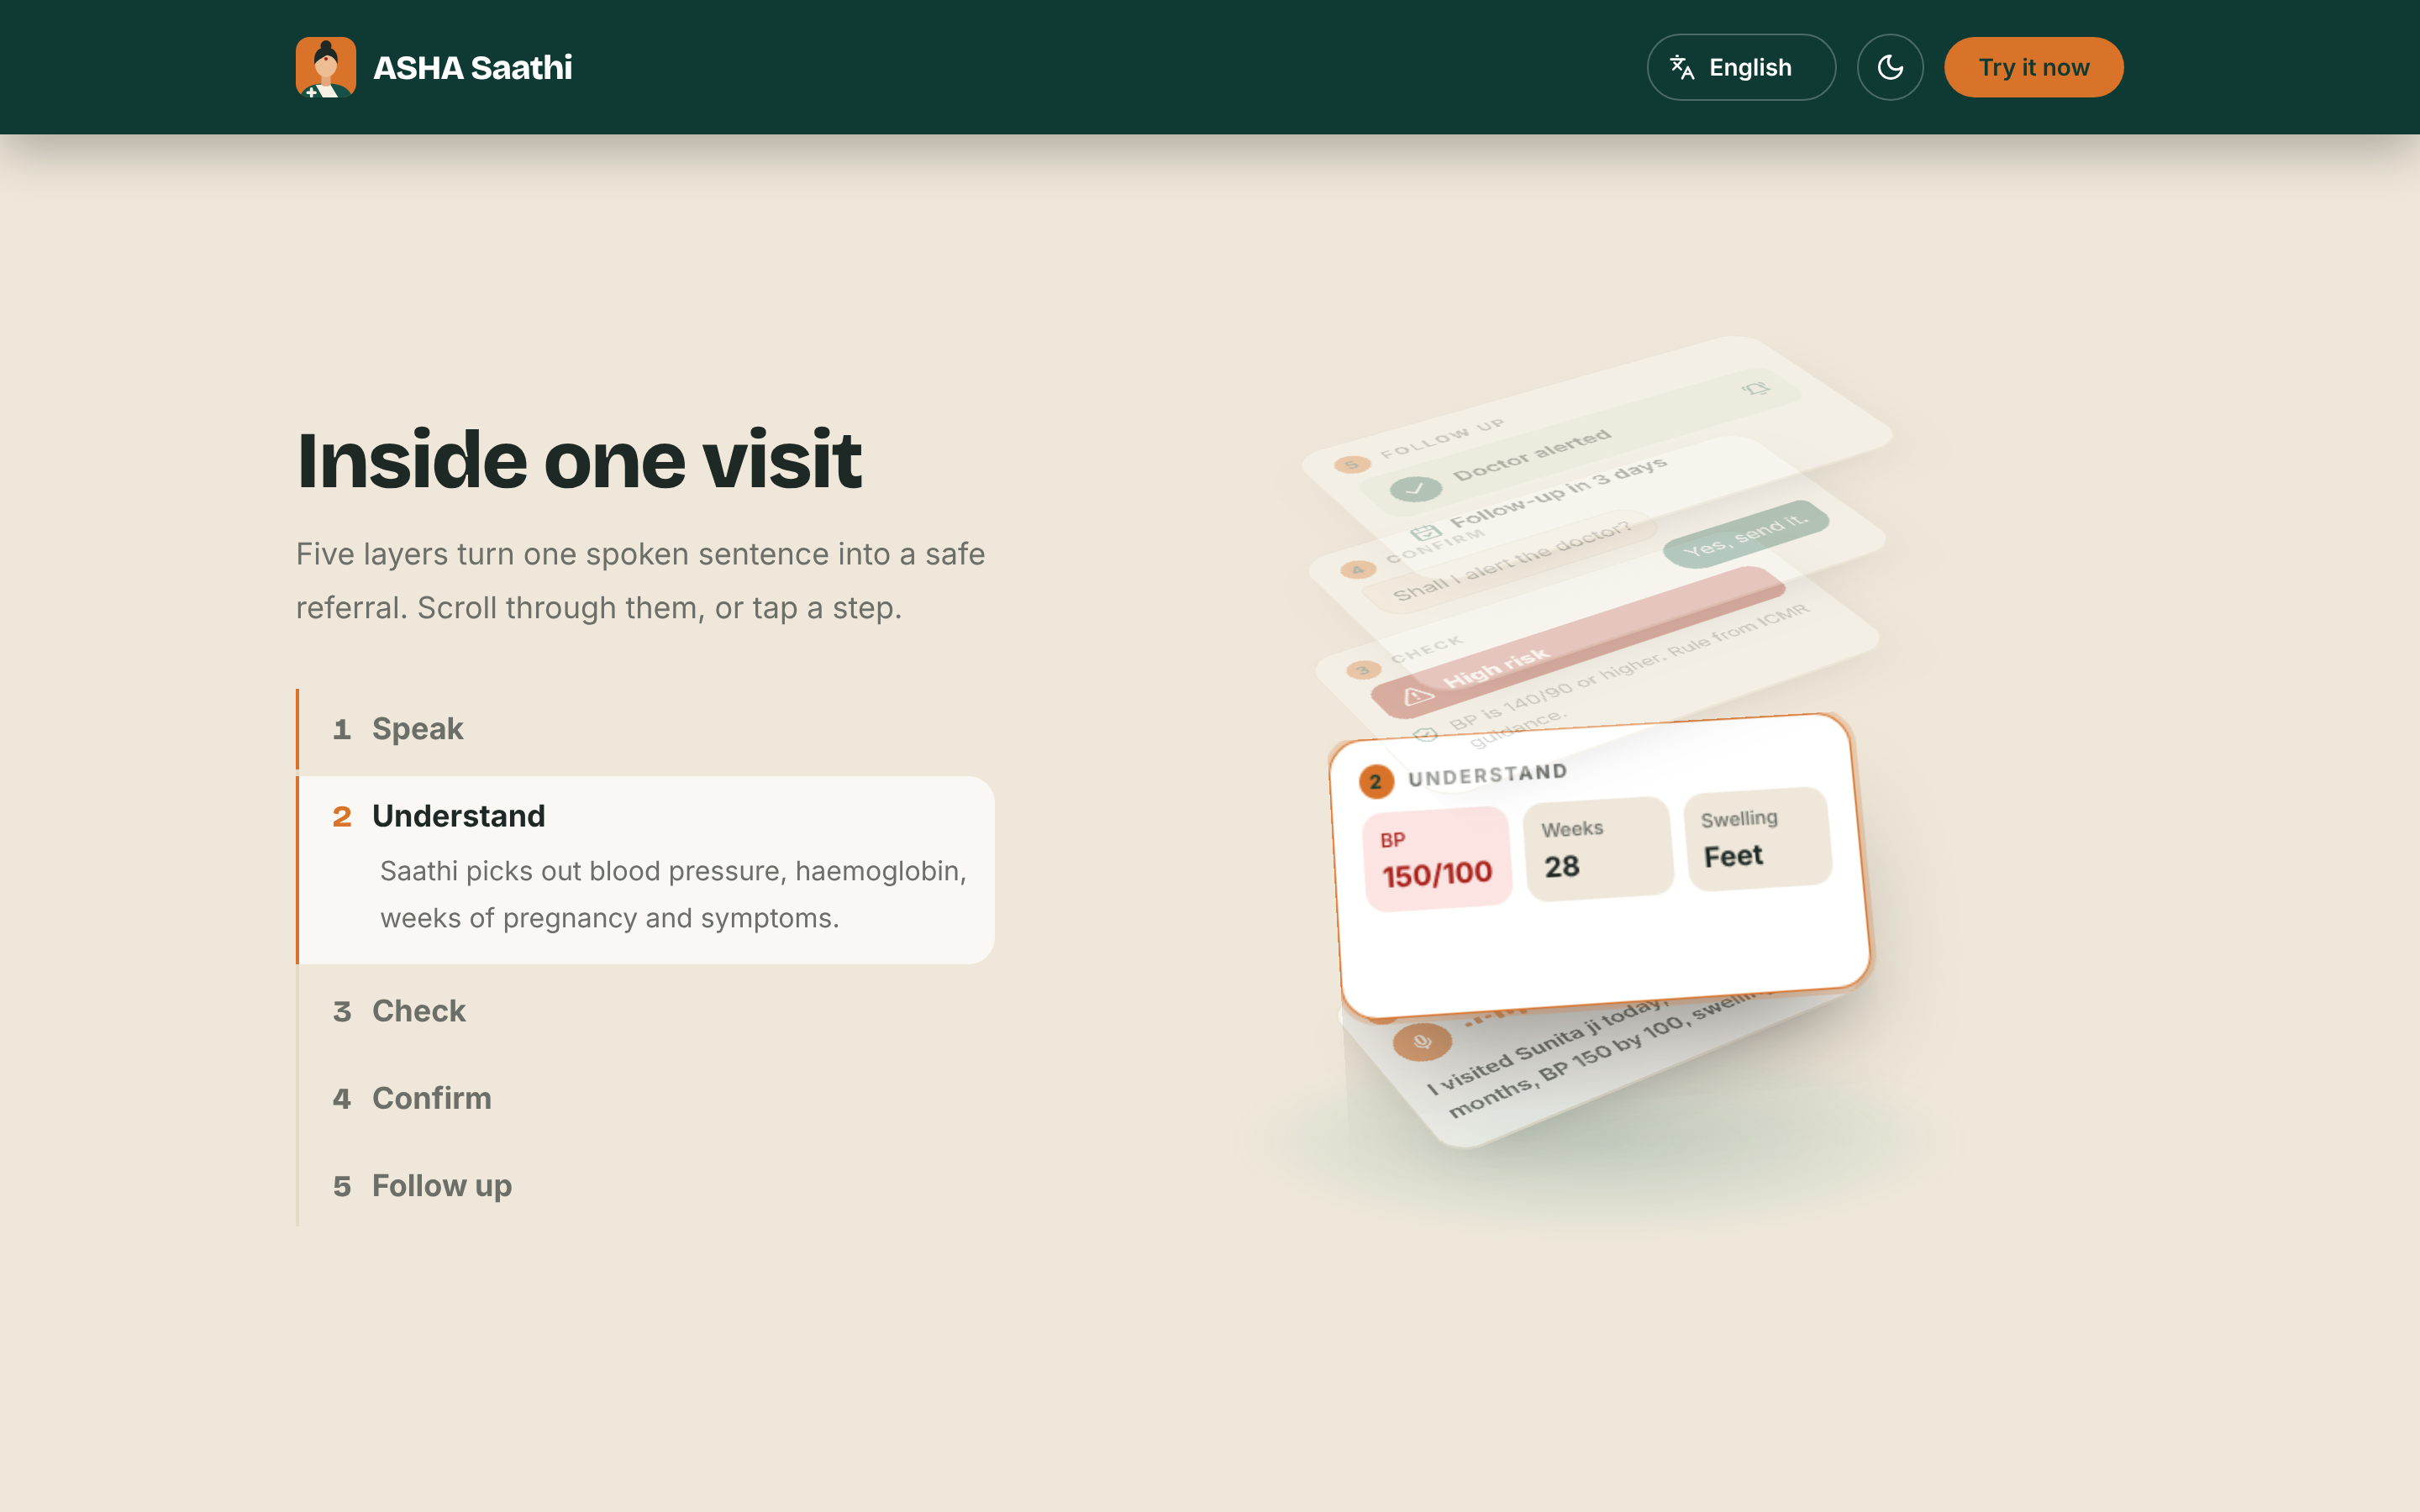 ASHA Saathi
English
Try it now
Inside one visit
Five layers turn one spoken sentence into a safe
referral. Scroll through them, or tap a step.
1 Speak
2 Understand
Saathi picks out blood pressure, haemoglobin,
weeks of pregnancy and symptoms.
3 Check
4 Confirm
5 Follow up
5 FOLLOW UP
Doctor alerted
Follow-up in 3 days
4 CONFIRM
Shall I alert the doctor?
Yes, send it.
3 CHECK
High risk
BP is 140/90 or higher. Rule from ICMR
guidance.
2 UNDERSTAND
BP
150/100
Weeks
28
Swelling
Feet
I visited Sunita ji today,
months, BP 150 by 100,